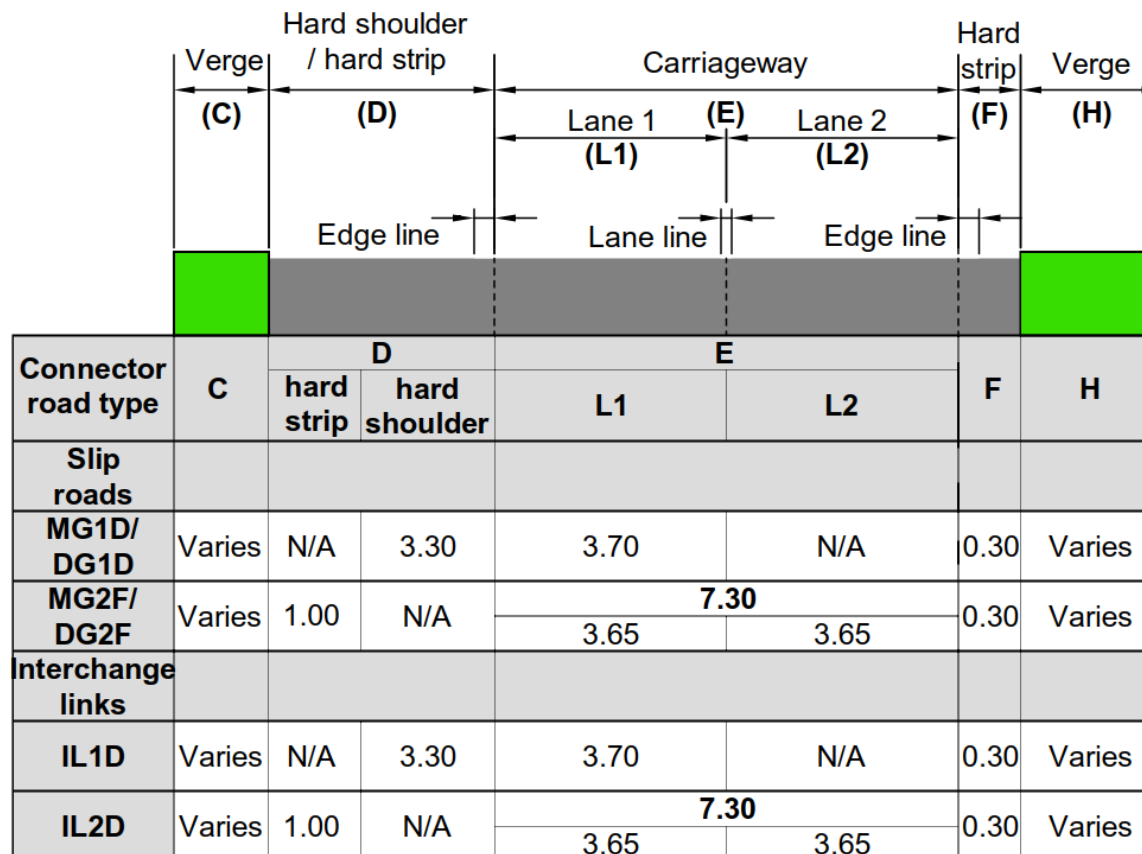 Hard shoulder / hard strip
Hard strip
Verge
Carriageway
Verge
(C)
(D)
(E)
(F)
(H)
Lane 1
Lane 2
(L1)
(L2)
Edge line
Lane line
Edge line
Connector road type
C
D
E
F
H
hard strip
hard shoulder
L1
L2
Slip roads
MG1D/ DG1D
Varies
N/A
3.30
3.70
N/A
0.30
Varies
MG2F/ DG2F
Varies
1.00
N/A
7.30
3.65
3.65
0.30
Varies
Interchange links
IL1D
Varies
N/A
3.30
3.70
N/A
0.30
Varies
IL2D
Varies
1.00
N/A
7.30
3.65
3.65
0.30
Varies